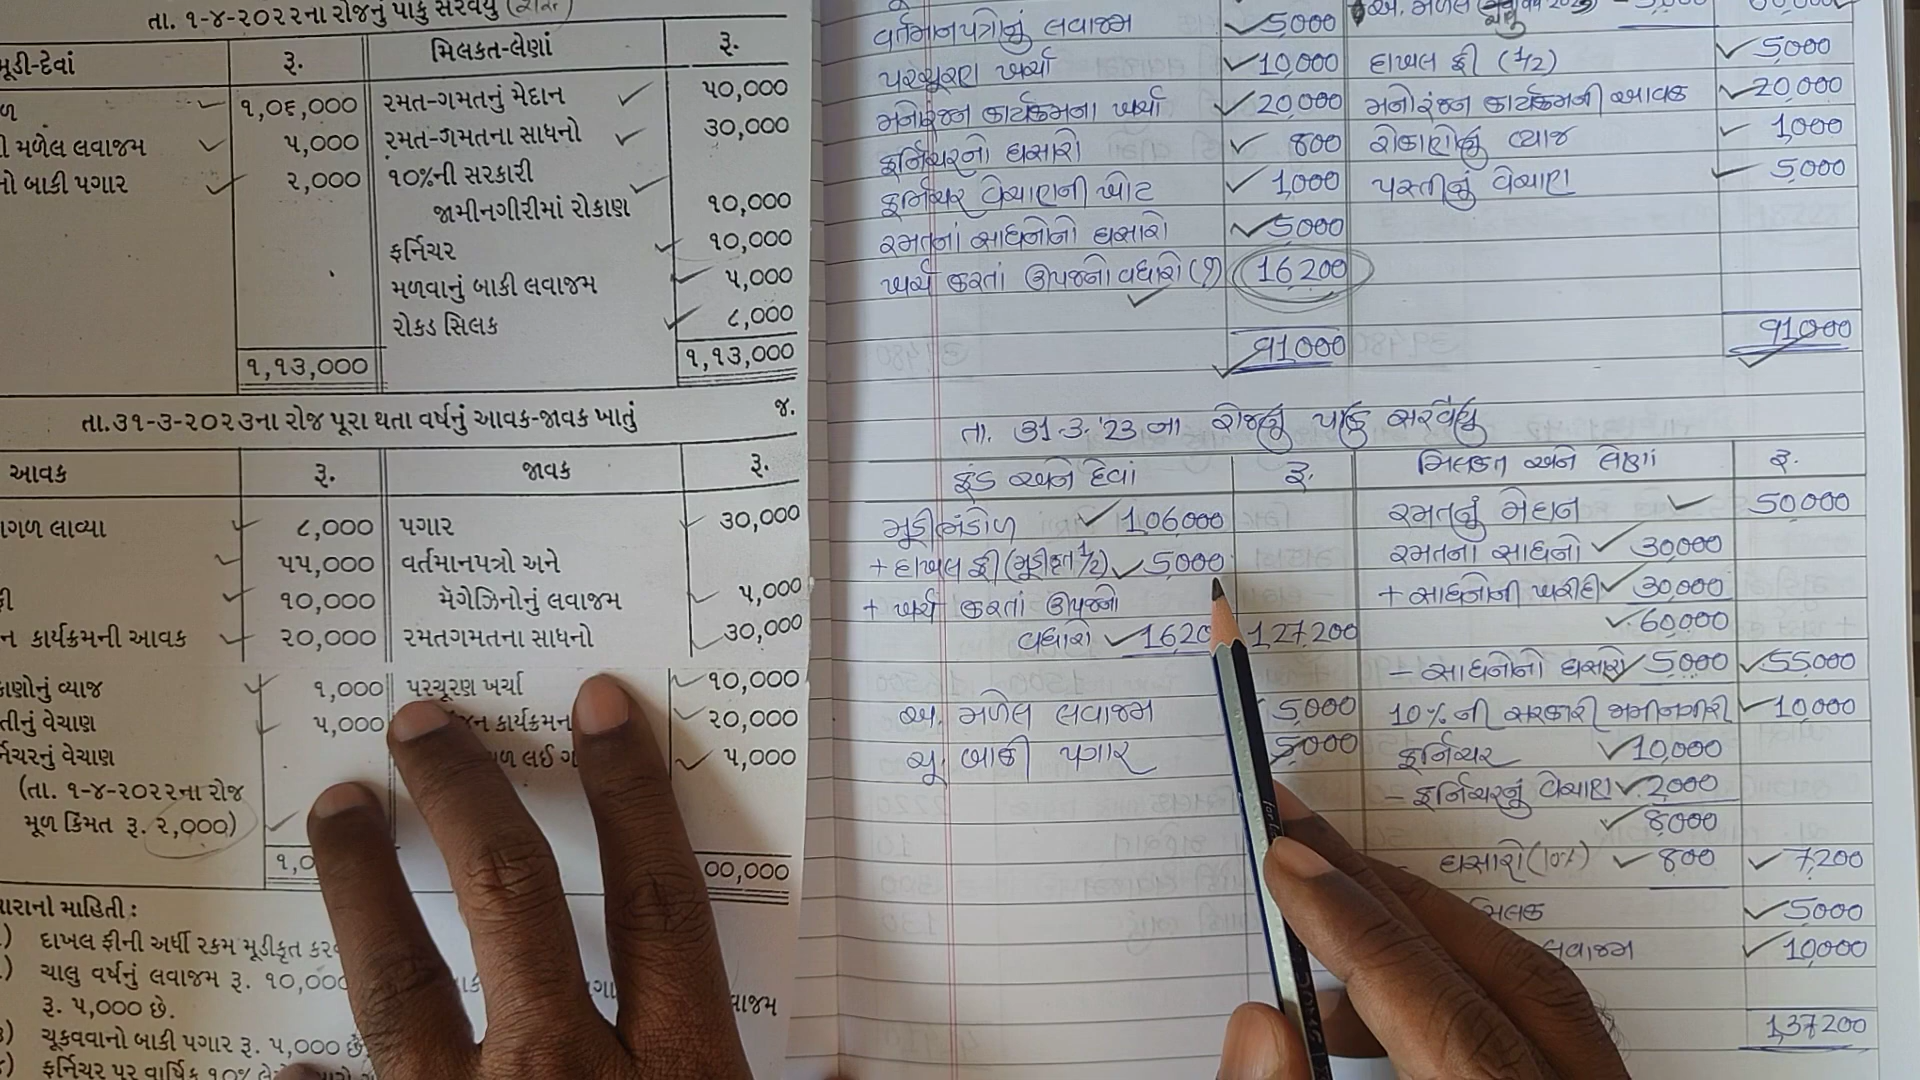 તા. ૧-૪-૨૦૨૨ના રોજનું પાકું સરવૈયું
મૂડી-દેવાં રૂ. મિલકત-લેણાં રૂ.
૧,૦૬,૦૦૦ રમત-ગમતનું મેદાન ૫૦,૦૦૦
મળેલ લવાજમ ૫,૦૦૦ રમત-ગમતના સાધનો ૩૦,૦૦૦
બાકી પગાર ૨,૦૦૦ ૧૦%ની સરકારી
જામીનગીરીમાં રોકાણ ૧૦,૦૦૦
ફર્નિચર ૧૦,૦૦૦
મળવાનું બાકી લવાજમ ૫,૦૦૦
રોકડ સિલક ૮,૦૦૦
૧,૧૩,૦૦૦ ૧,૧૩,૦૦૦
તા.૩૧-૩-૨૦૨૩ના રોજ પૂરા થતા વર્ષનું આવક-જાવક ખાતું જ.
આવક રૂ. જાવક રૂ.
લાવ્યા ૮,૦૦૦ પગાર ૩૦,૦૦૦
૫૫,૦૦૦ વર્તમાનપત્રો અને
૧૦,૦૦૦ મૅગેઝિનોનું લવાજમ ૫,૦૦૦
કાર્યક્રમની આવક ૨૦,૦૦૦ રમતગમતના સાધનો ૩૦,૦૦૦
વ્યાજ ૧,૦૦૦ પરચૂરણ ખર્ચા ૧૦,૦૦૦
વેચાણ ૫,૦૦૦ ૨૦,૦૦૦
વેચાણ લઈ ૫,૦૦૦
(તા. ૧-૪-૨૦૨૨ના રોજ
મૂળ કિંમત રૂ. ૨,૦૦૦)
૦૦,૦૦૦
માહિતી :
દાખલ ફીની અર્ધી રકમ મૂડીકૃત
ચાલુ વર્ષનું લવાજમ રૂ. ૧૦,૦૦૦
રૂ. ૫,૦૦૦ છે.
ચૂકવવાનો બાકી પગાર રૂ. ૫,૦૦૦ છે
ફર્નિચર પર વાર્ષિક ૧૦%
વર્તમાનપત્રોનું લવાજમ 5000
પરચૂરણ ખર્ચા 10,000 દાખલ ફી (1/2) 5000
મનોરંજન કાર્યક્રમના ખર્ચા 20,000 મનોરંજન કાર્યક્રમની આવક 20,000
ફર્નિચરનો ઘસારો 800 રોકાણોનું વ્યાજ 1,000
ફર્નિચર વેચાણની ખોટ 1,000 પસ્તીનું વેચાણ 5,000
રમતનાં સાધનોનો ઘસારો 5000
ખર્ચ કરતાં ઉપજનો વધારો (?) 16200
91000 91000
તા. 31-3-'23 ના રોજનું પાકું સરવૈયું
ફંડ અને દેવાં રૂ. મિલકત અને લેણાં રૂ.
મૂડીભંડોળ 1,06,000 રમતનું મેદાન 50,000
+ દાખલ ફી (મૂડીકૃત 1/2) 5,000 રમતના સાધનો 30,000
+ ખર્ચ કરતાં ઉપજનો + સાધનોની ખરીદી 30,000
વધારો 1,27,200 60,000
- સાધનોનો ઘસારો 5,000 55,000
અ. મળેલ લવાજમ 5,000 10% ની સરકારી જામીનગીરી 10,000
ચૂ. બાકી પગાર 5,000 ફર્નિચર 10,000
- ફર્નિચરનું વેચાણ 2,000
8,000
ઘસારો (10%) 800 7,200
સિલક 5000
લવાજમ 10,000
1,37,200